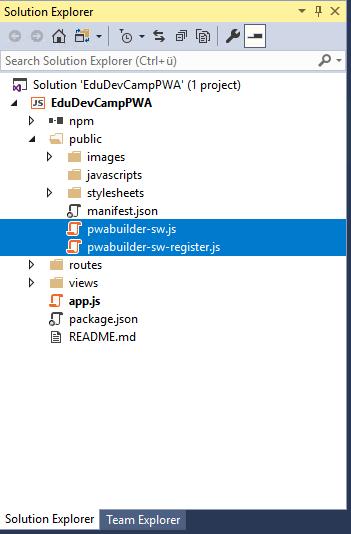 Solution Explorer
Search Solution Explorer (Ctrl+ü)
Solution 'EduDevCampPWA' (1 project)
JS EduDevCampPWA
npm
public
images
javascripts
stylesheets
manifest.json
pwabuilder-sw.js
pwabuilder-sw-register.js
routes
views
app.js
package.json
README.md
Solution Explorer Team Explorer